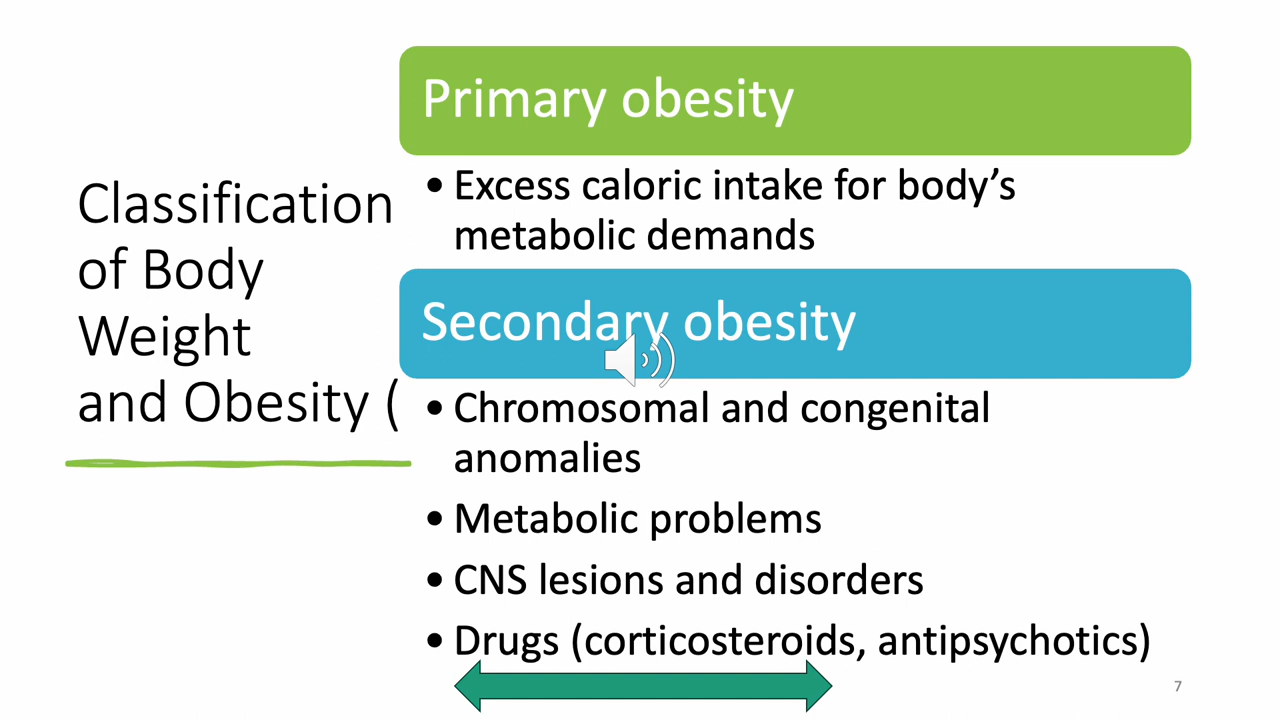 Classification
of Body
Weight
and Obesity (
Primary obesity
• Excess caloric intake for body’s
metabolic demands
Secondary obesity
• Chromosomal and congenital
anomalies
• Metabolic problems
• CNS lesions and disorders
• Drugs (corticosteroids, antipsychotics)
7